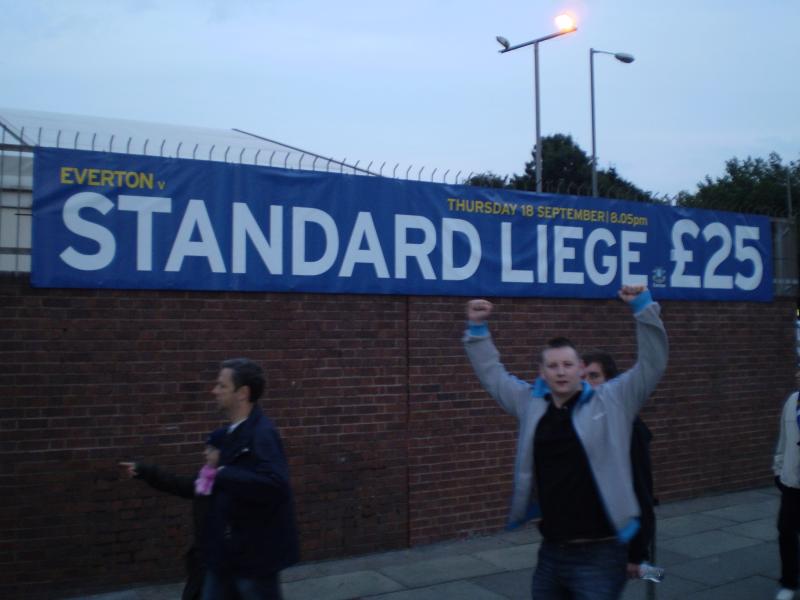 EVERTON v
THURSDAY 18 SEPTEMBER | 8.05pm
STANDARD LIEGE £25